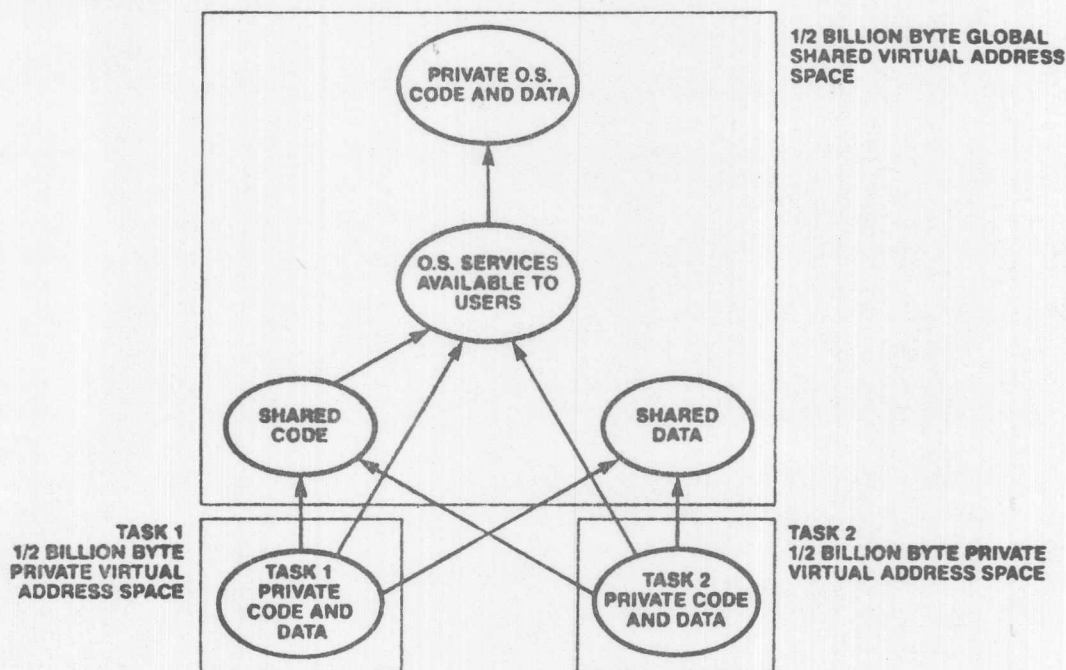 1/2 BILLION BYTE GLOBAL
SHARED VIRTUAL ADDRESS
SPACE
PRIVATE O.S.
CODE AND DATA
O.S. SERVICES
AVAILABLE TO
USERS
SHARED
CODE
SHARED
DATA
TASK 1
1/2 BILLION BYTE
PRIVATE VIRTUAL
ADDRESS SPACE
TASK 1
PRIVATE
CODE AND
DATA
TASK 2
PRIVATE CODE
AND DATA
TASK 2
1/2 BILLION BYTE PRIVATE
VIRTUAL ADDRESS SPACE